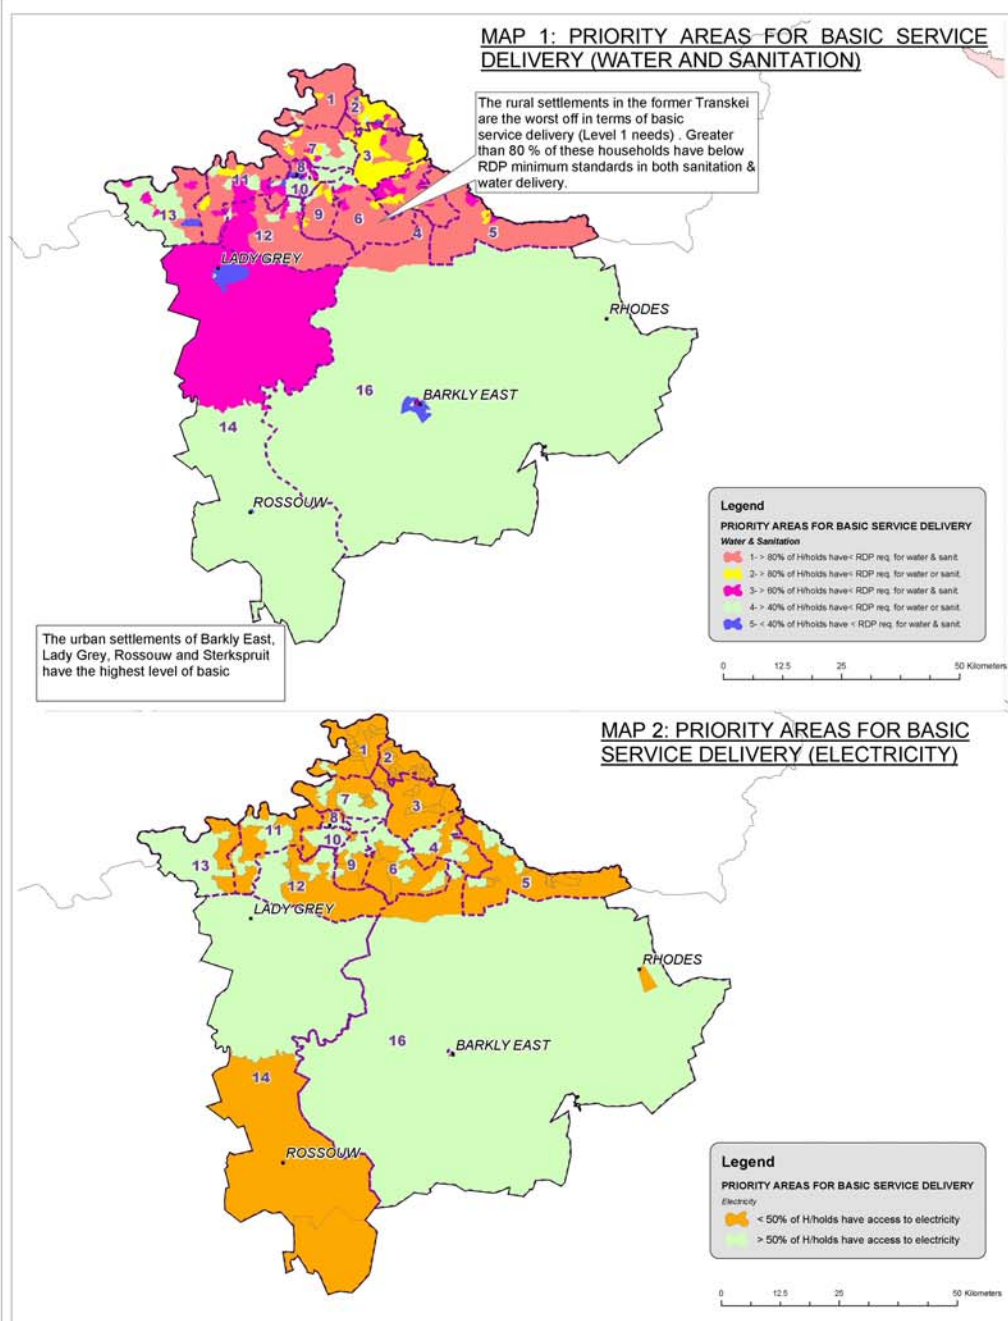 MAP 1: PRIORITY AREAS FOR BASIC SERVICE
DELIVERY (WATER AND SANITATION)
The rural settlements in the former Transkei
are the worst off in terms of basic
service delivery (Level 1 needs) . Greater
than 80 % of these households have below
RDP minimum standards in both sanitation &
water delivery.
1
2
3
7
8
11
10
13
9
6
12
4
5
LADY GREY
RHODES
16
BARKLY EAST
14
ROSSOUW
Legend
PRIORITY AREAS FOR BASIC SERVICE DELIVERY
Water & Sanitation
1- > 80% of H/holds have< RDP req. for water & sanit.
2- > 80% of H/holds have< RDP req. for water or sanit.
3- > 60% of H/holds have< RDP req. for water & sanit.
4- > 40% of H/holds have< RDP req. for water or sanit.
5- < 40% of H/holds have < RDP req. for water & sanit.
0 12.5 25 50 Kilometers
The urban settlements of Barkly East,
Lady Grey, Rossouw and Sterkspruit
have the highest level of basic
MAP 2: PRIORITY AREAS FOR BASIC
SERVICE DELIVERY (ELECTRICITY)
1
2
7
3
8
11
10
4
13
9
6
12
5
LADY GREY
RHODES
16
BARKLY EAST
14
ROSSOUW
Legend
PRIORITY AREAS FOR BASIC SERVICE DELIVERY
Electricity
< 50% of H/holds have access to electricity
> 50% of H/holds have access to electricity
0 12.5 25 50 Kilometers